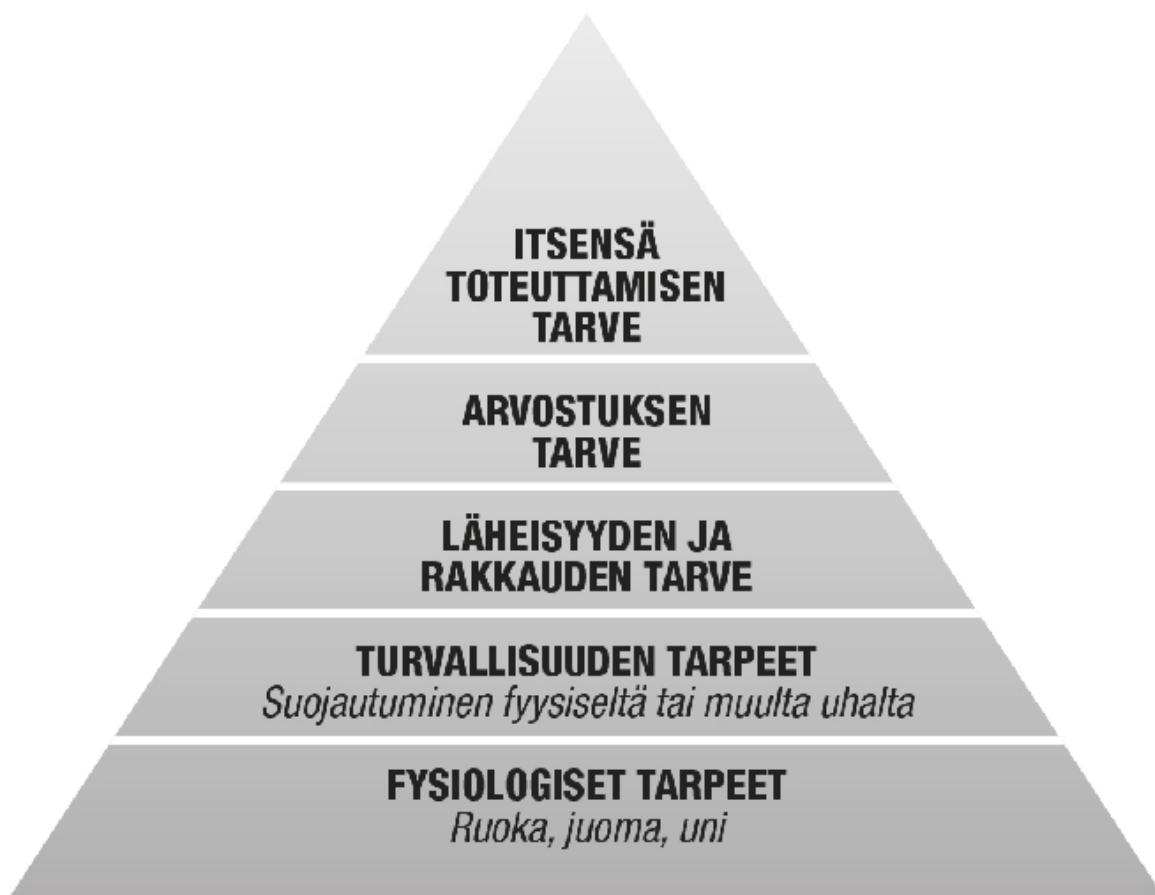 ITSENSÄ
TOTEUTTAMISEN
TARVE
ARVOSTUKSEN
TARVE
LÄHEISYYDEN JA
RAKKAUDEN TARVE
TURVALLISUUDEN TARPEET
Suojautuminen fyysiseltä tai muulta uhalta
FYSIOLOGISET TARPEET
Ruoka, juoma, uni